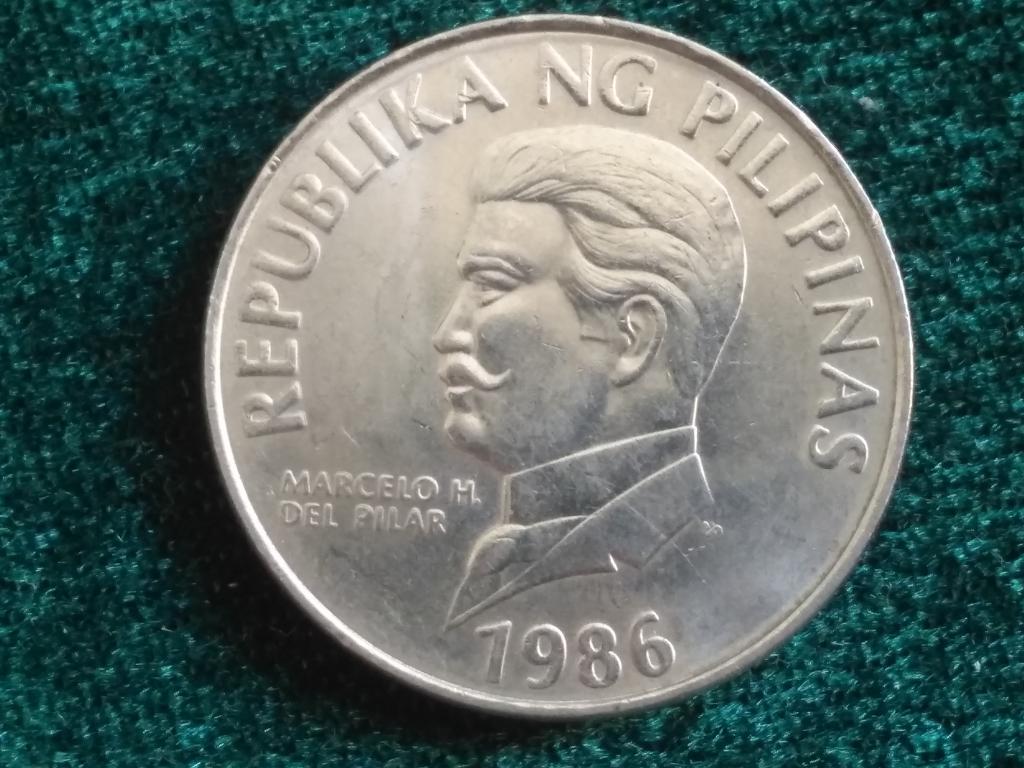 REPUBLIKA NG PILIPINAS
MARCELO H.
DEL PILAR
1986